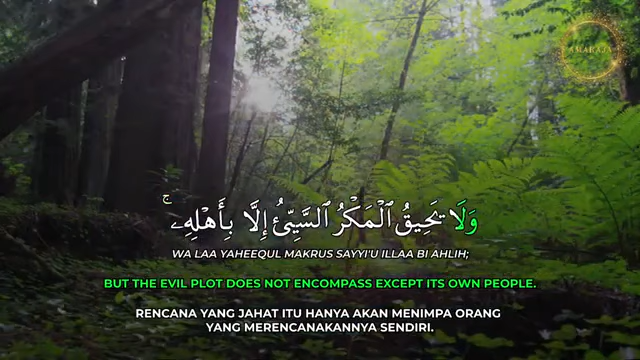 وَلَا يَحِيقُ ٱلْمَكْرُ ٱلسَّيِّئُ إِلَّا بِأَهْلِهِۦ ۚ
WA LAA YAHEEQUL MAKRUS SAYYI'U ILLAA BI AHLIH;
BUT THE EVIL PLOT DOES NOT ENCOMPASS EXCEPT ITS OWN PEOPLE.
RENCANA YANG JAHAT ITU HANYA AKAN MENIMPA ORANG
YANG MERENCANAKANNYA SENDIRI.